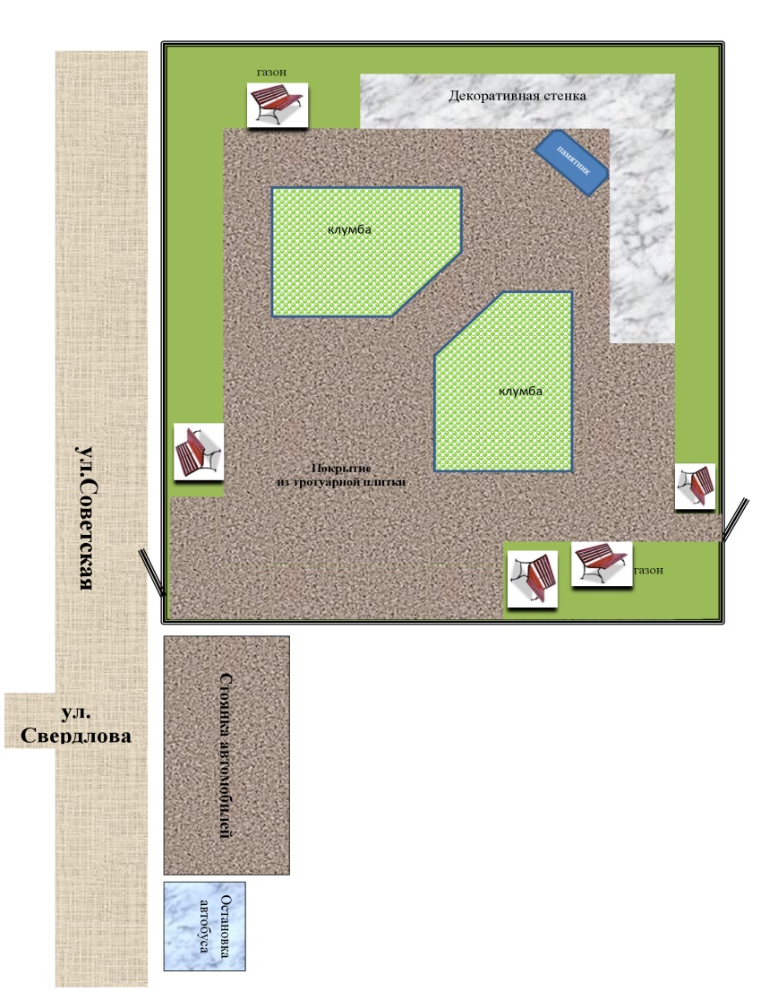 газон
Декоративная стенка
памятник
клумба
клумба
Покрытие
из тротуарной плитки
газон
ул.Советская
ул.
Свердлова
Стоянка автомобилей
Остановка
автобуса